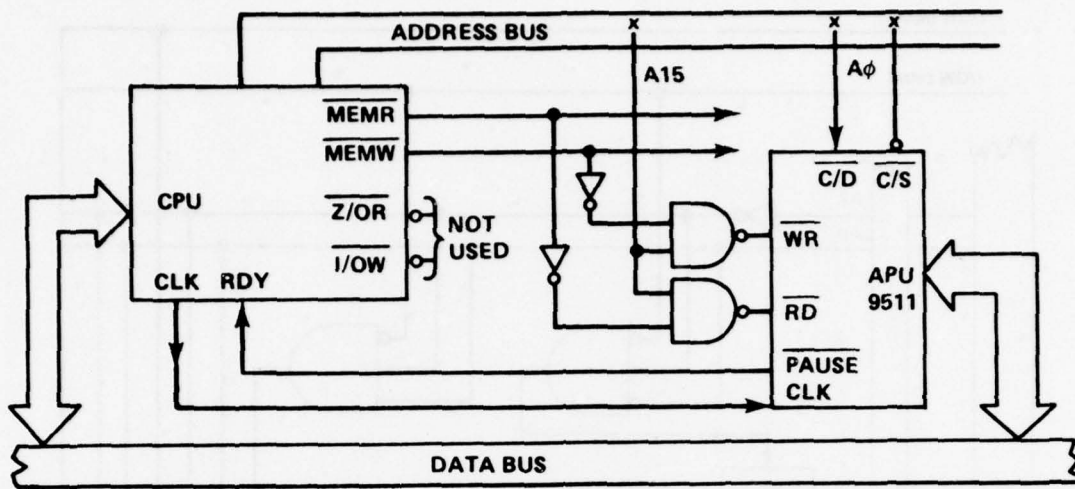 ADDRESS BUS
A15
Aϕ
MEMR
MEMW
C/D
C/S
CPU
Z/OR
I/OW
NOT
USED
WR
APU
9511
CLK
RDY
RD
PAUSE
CLK
DATA BUS